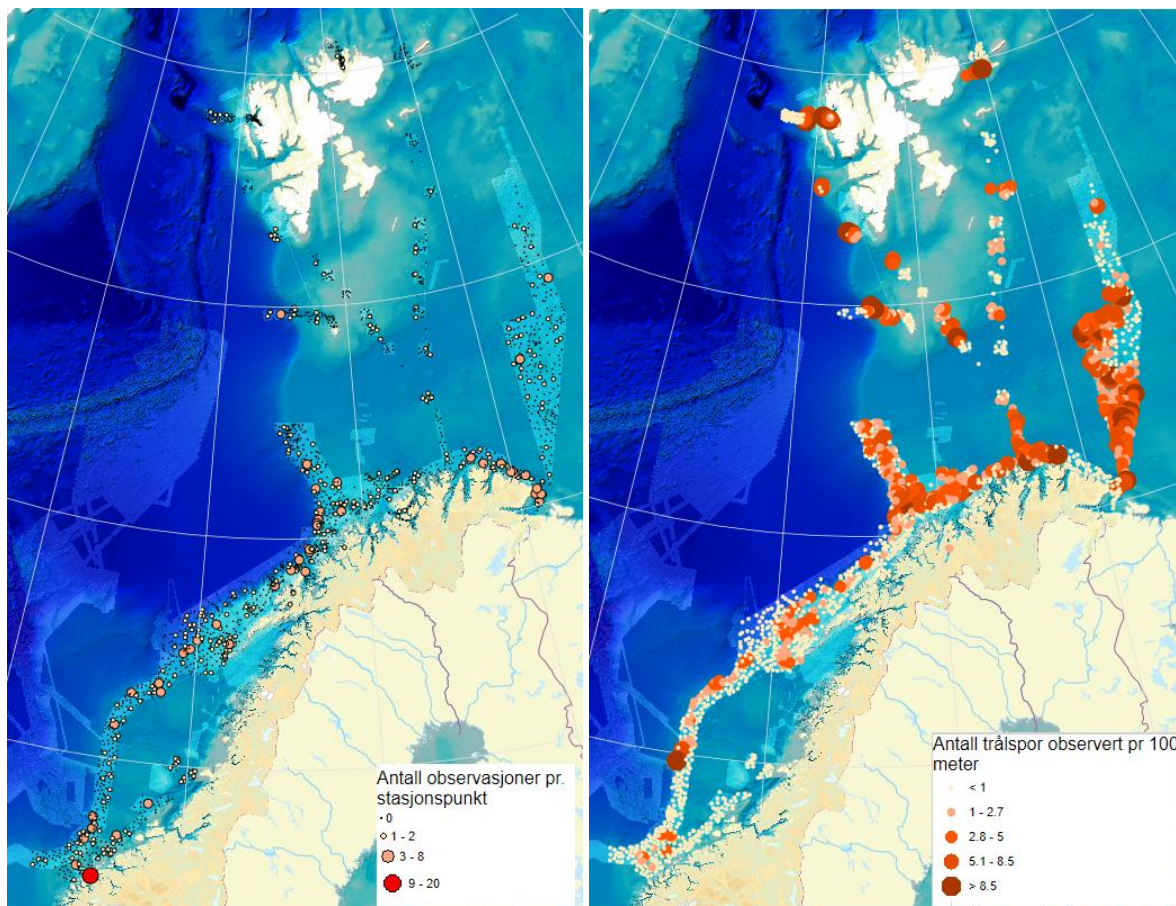 Antall observasjoner pr.
stasjonspunkt
0
1 - 2
3 - 8
9 - 20
Antall trålspor observert pr 100
meter
< 1
1 - 2.7
2.8 - 5
5.1 - 8.5
> 8.5